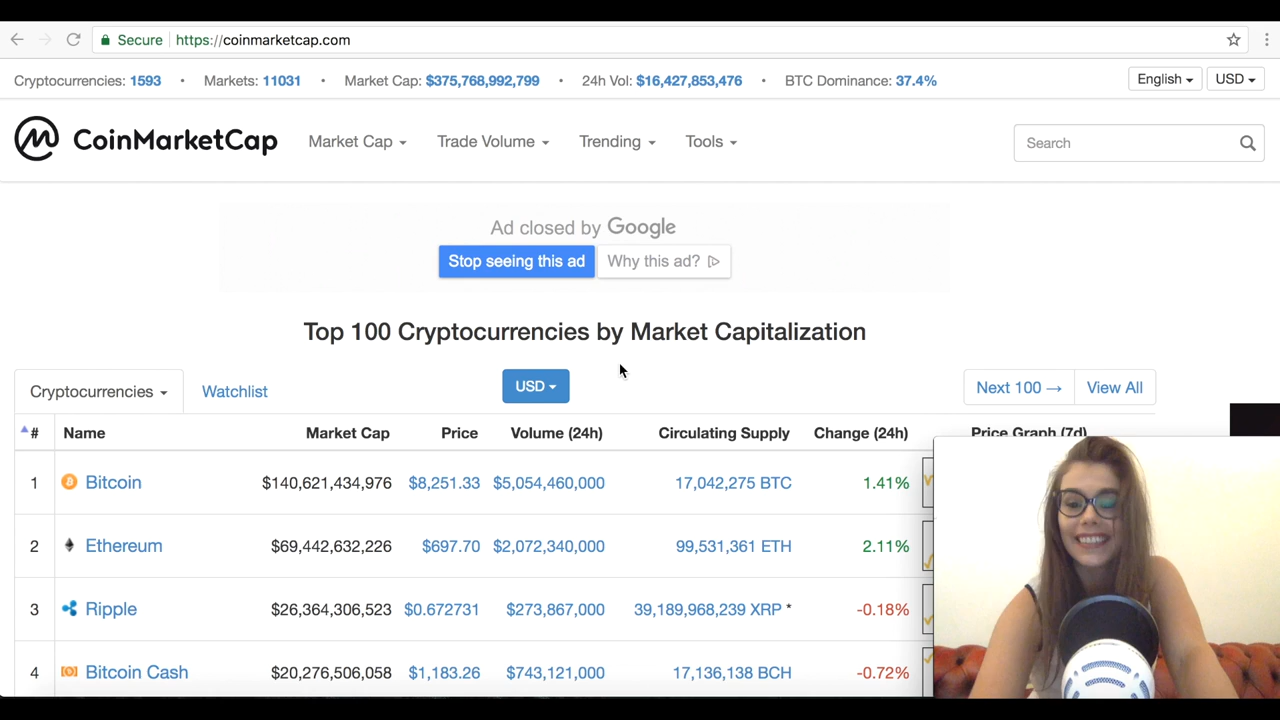 Secure https://coinmarketcap.com
Cryptocurrencies: 1593 • Markets: 11031 • Market Cap: $375,768,992,799 • 24h Vol: $16,427,853,476 • BTC Dominance: 37.4% English USD
CoinMarketCap Market Cap Trade Volume Trending Tools Search
Ad closed by Google
Stop seeing this ad Why this ad?
Top 100 Cryptocurrencies by Market Capitalization
Cryptocurrencies Watchlist USD Next 100 → View All
# Name Market Cap Price Volume (24h) Circulating Supply Change (24h) Price Graph (7d)
1 Bitcoin $140,621,434,976 $8,251.33 $5,054,460,000 17,042,275 BTC 1.41%
2 Ethereum $69,442,632,226 $697.70 $2,072,340,000 99,531,361 ETH 2.11%
3 Ripple $26,364,306,523 $0.672731 $273,867,000 39,189,968,239 XRP * -0.18%
4 Bitcoin Cash $20,276,506,058 $1,183.26 $743,121,000 17,136,138 BCH -0.72%